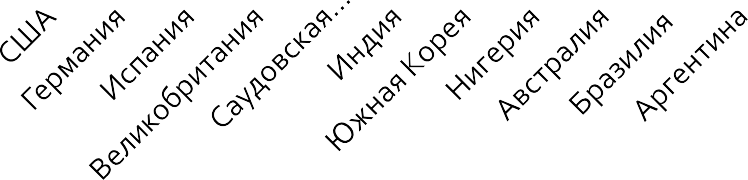 США
Германия
Испания
Великобритания
Саудовская ...
Индия
Южная Корея
Нигерия
Австралия
Бразилия
Аргентина